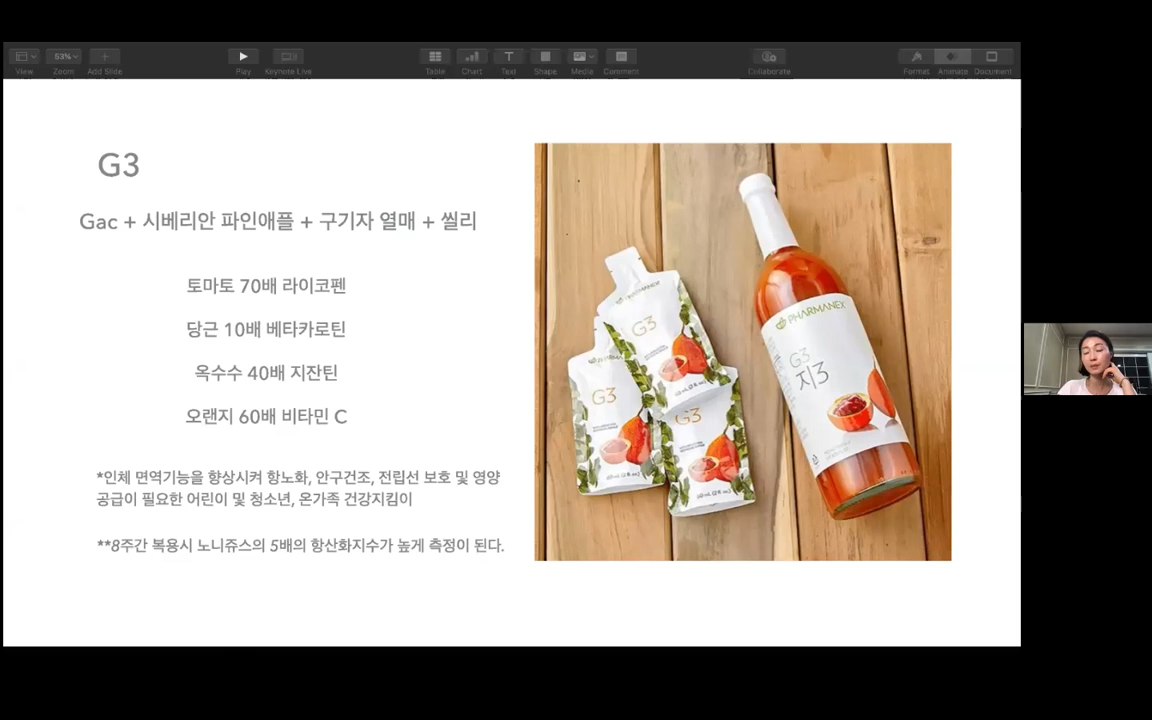 View
53%
Zoom
Add Slide
Play
Keynote Live
Table
Chart
Text
Shape
Media
Comment
Collaborate
Format
Animate
Document
G3
Gac + 시베리안 파인애플 + 구기자 열매 + 씰리
토마토 70배 라이코펜
당근 10배 베타카로틴
옥수수 40배 지잔틴
오랜지 60배 비타민 C
*인체 면역기능을 향상시켜 항노화, 안구건조, 전립선 보호 및 영양
공급이 필요한 어린이 및 청소년, 온가족 건강지킴이
**8주간 복용시 노니쥬스의 5배의 항산화지수가 높게 측정이 된다.
PHARMANEX
G3
G3
G3
PHARMANEX
G3
지3